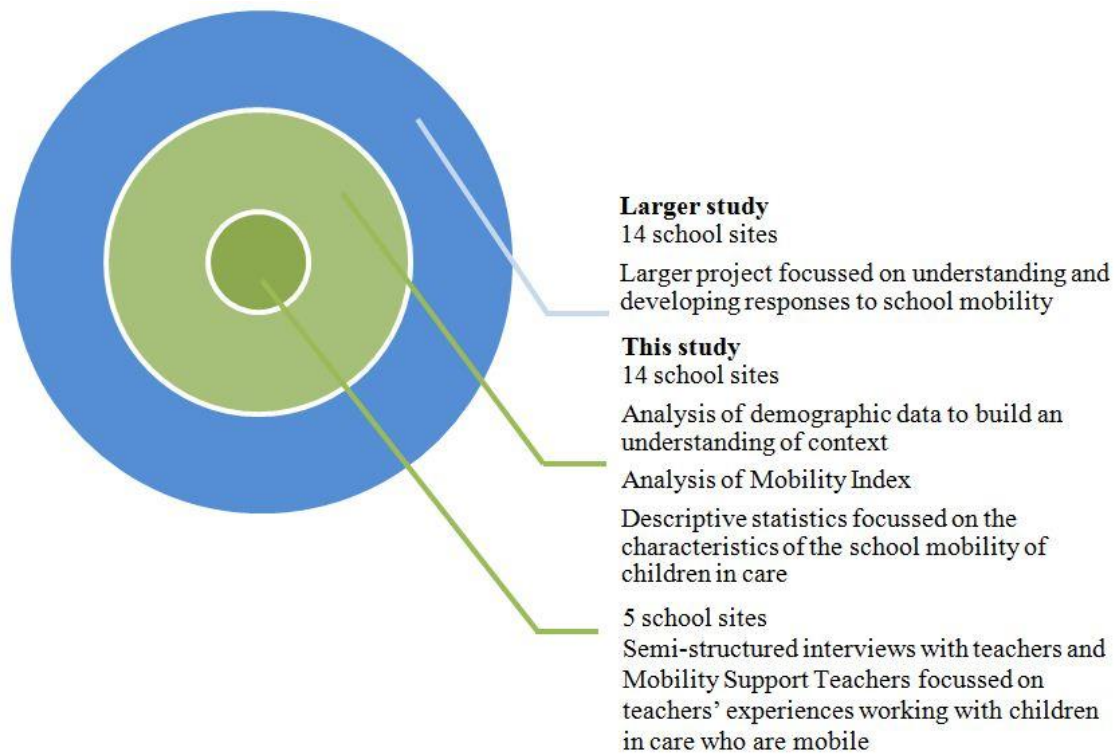 Larger study
14 school sites
Larger project focussed on understanding and
developing responses to school mobility
This study
14 school sites
Analysis of demographic data to build an
understanding of context
Analysis of Mobility Index
Descriptive statistics focussed on the
characteristics of the school mobility of
children in care
5 school sites
Semi-structured interviews with teachers and
Mobility Support Teachers focussed on
teachers’ experiences working with children
in care who are mobile